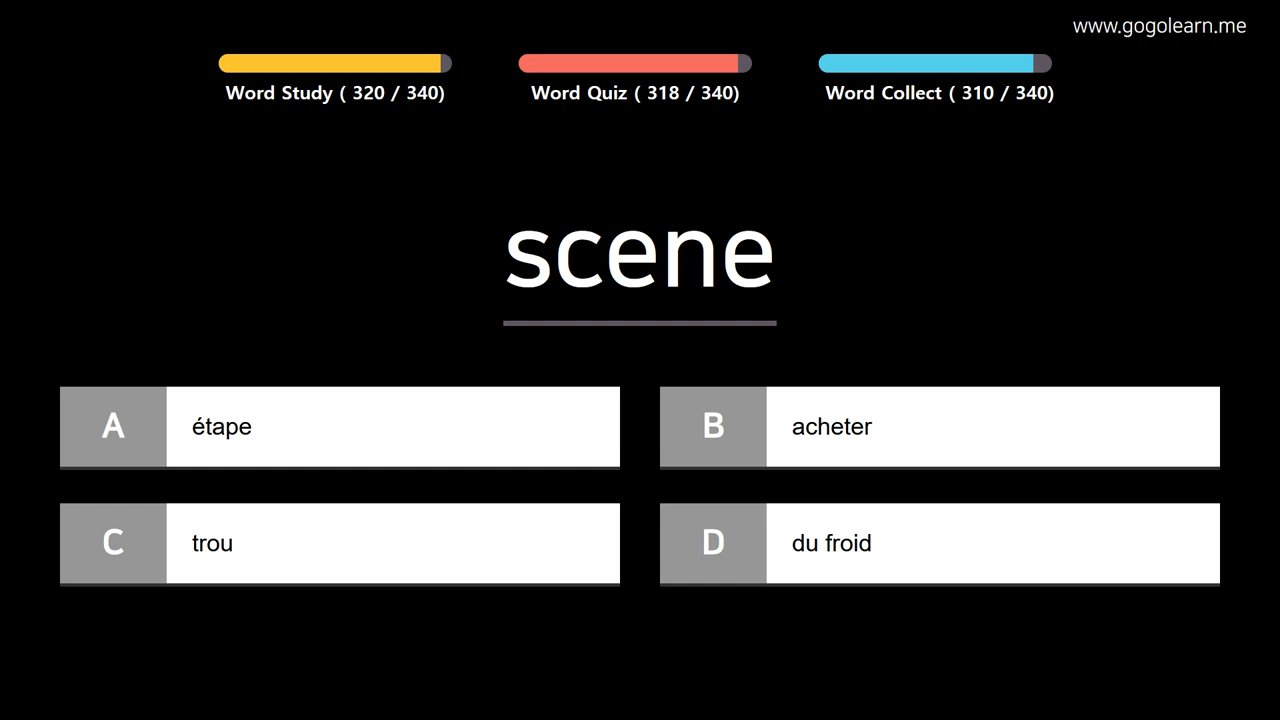 www.gogolearn.me
Word Study ( 320 / 340)
Word Quiz ( 318 / 340)
Word Collect ( 310 / 340)
scene
A étape
B acheter
C trou
D du froid